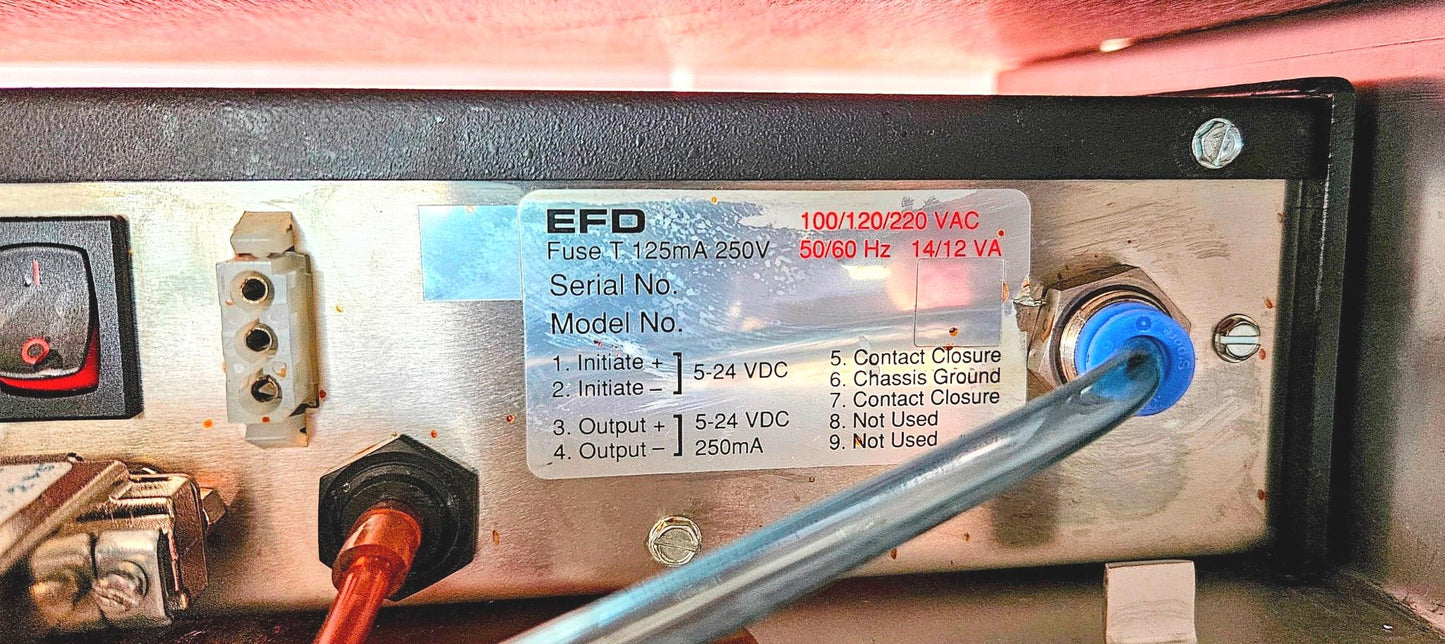 EFD
100/120/220 VAC
Fuse T 125mA 250V
50/60 Hz 14/12 VA
Serial No.
Model No.
1. Initiate +
2. Initiate –
5-24 VDC
3. Output +
4. Output –
5-24 VDC
250mA
5. Contact Closure
6. Chassis Ground
7. Contact Closure
8. Not Used
9. Not Used